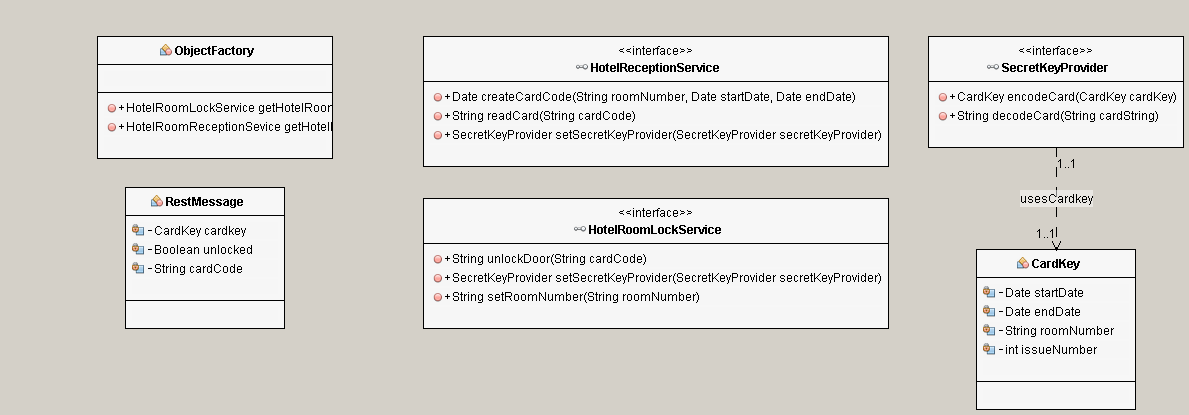 ObjectFactory
+HotelRoomLockService
+HotelRoomReceptionSevice
RestMessage
-CardKey cardkey
-Boolean unlocked
-String cardCode
<<interface>>
HotelReceptionService
+Date createCardCode(String roomNumber, Date startDate, Date endDate)
+String readCard(String cardCode)
+SecretKeyProvider setSecretKeyProvider(SecretKeyProvider secretKeyProvider)
<<interface>>
HotelRoomLockService
+String unlockDoor(String cardCode)
+SecretKeyProvider setSecretKeyProvider(SecretKeyProvider secretKeyProvider)
+String setRoomNumber(String roomNumber)
<<interface>>
SecretKeyProvider
+CardKey encodeCard(CardKey cardKey)
+String decodeCard(String cardString)
1..1
usesCardkey
1..1
CardKey
-Date startDate
-Date endDate
-String roomNumber
-int issueNumber